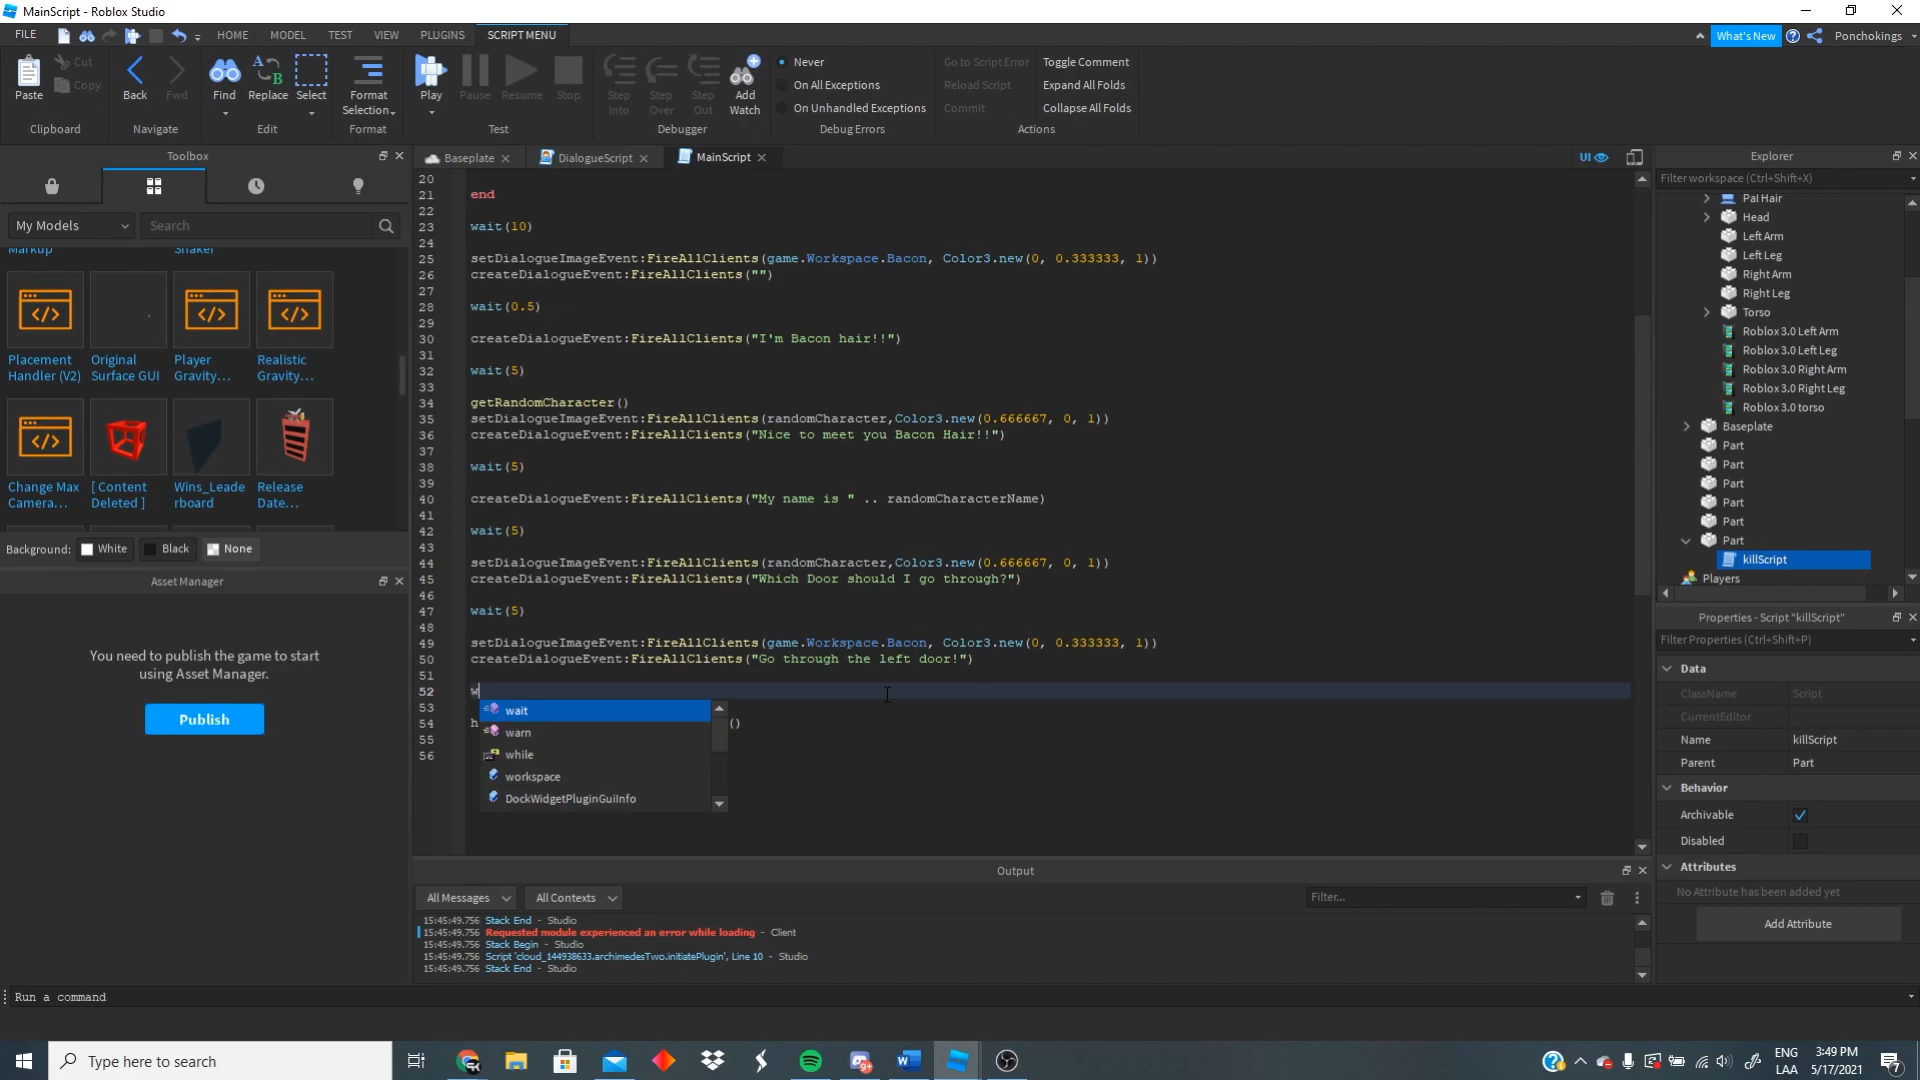 MainScript - Roblox Studio
FILE HOME MODEL TEST VIEW PLUGINS SCRIPT MENU What's New Ponchokings
Paste Cut Copy Back Fwd Find Replace Select Format Selection Play Pause Resume Stop Step Into Step Over Step Out Add Watch
Never Go to Script Error Toggle Comment
On All Exceptions Reload Script Expand All Folds
On Unhandled Exceptions Commit Collapse All Folds
Clipboard Navigate Edit Format Test Debugger Debug Errors Actions
Toolbox
My Models Search
Markup Shaker
Placement Handler (V2) Original Surface GUI Player Gravity... Realistic Gravity...
Change Max Camera... [ Content Deleted ] Wins_Leade rboard Release Date...
Background: White Black None
Asset Manager
You need to publish the game to start
using Asset Manager.
Publish
Baseplate DialogueScript MainScript UI
20
21 end
22
23 wait(10)
24
25 setDialogueImageEvent:FireAllClients(game.Workspace.Bacon, Color3.new(0, 0.333333, 1))
26 createDialogueEvent:FireAllClients("")
27
28 wait(0.5)
29
30 createDialogueEvent:FireAllClients("I'm Bacon hair!!")
31
32 wait(5)
33
34 getRandomCharacter()
35 setDialogueImageEvent:FireAllClients(randomCharacter,Color3.new(0.666667, 0, 1))
36 createDialogueEvent:FireAllClients("Nice to meet you Bacon Hair!!")
37
38 wait(5)
39
40 createDialogueEvent:FireAllClients("My name is " .. randomCharacterName)
41
42 wait(5)
43
44 setDialogueImageEvent:FireAllClients(randomCharacter,Color3.new(0.666667, 0, 1))
45 createDialogueEvent:FireAllClients("Which Door should I go through?")
46
47 wait(5)
48
49 setDialogueImageEvent:FireAllClients(game.Workspace.Bacon, Color3.new(0, 0.333333, 1))
50 createDialogueEvent:FireAllClients("Go through the left door!")
51
52 w
53
54 h ()
55
56
wait
warn
while
workspace
DockWidgetPluginGuiInfo
Output
All Messages All Contexts Filter...
15:45:49.756 Stack End - Studio
15:45:49.756 Requested module experienced an error while loading - Client
15:45:49.756 Stack Begin - Studio
15:45:49.756 Script 'cloud_144938633.archimedesTwo.initiatePlugin', Line 10 - Studio
15:45:49.756 Stack End - Studio
Explorer
Filter workspace (Ctrl+Shift+X)
Pal Hair
Head
Left Arm
Left Leg
Right Arm
Right Leg
Torso
Roblox 3.0 Left Arm
Roblox 3.0 Left Leg
Roblox 3.0 Right Arm
Roblox 3.0 Right Leg
Roblox 3.0 torso
Baseplate
Part
Part
Part
Part
Part
Part
killScript
Players
Properties - Script "killScript"
Filter Properties (Ctrl+Shift+P)
Data
ClassName Script
CurrentEditor
Name killScript
Parent Part
Behavior
Archivable
Disabled
Attributes
No Attribute has been added yet
Add Attribute
Run a command
Type here to search
9+
ENG 3:49 PM
LAA 5/17/2021
7